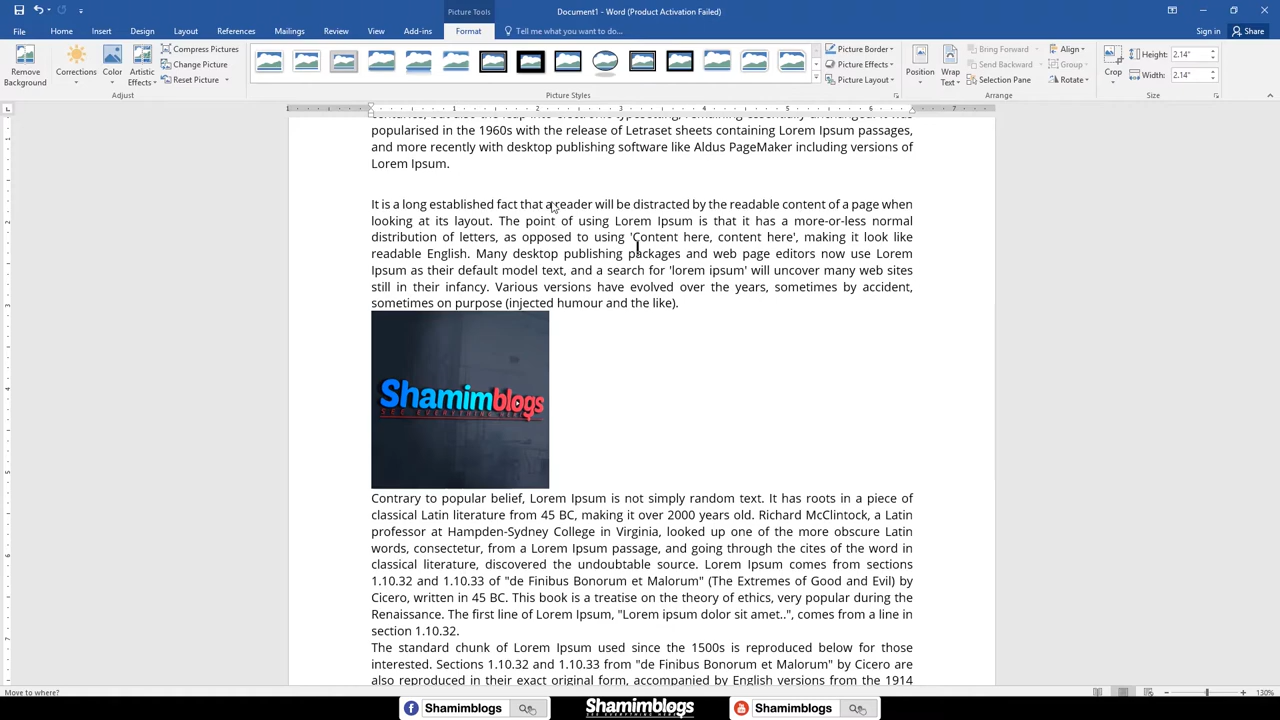 Picture Tools
Document1 - Word (Product Activation Failed)
File
Home
Insert
Design
Layout
References
Mailings
Review
View
Add-ins
Format
Tell me what you want to do...
Sign in
Share
Remove Background
Corrections
Color
Artistic Effects
Compress Pictures
Change Picture
Reset Picture
Adjust
Picture Styles
Picture Border
Picture Effects
Picture Layout
Position
Wrap Text
Bring Forward
Send Backward
Selection Pane
Align
Group
Rotate
Arrange
Crop
Height: 2.14"
Width: 2.14"
Size
centuries, but also the leap into electronic typesetting, remaining essentially unchanged. It was
popularised in the 1960s with the release of Letraset sheets containing Lorem Ipsum passages,
and more recently with desktop publishing software like Aldus PageMaker including versions of
Lorem Ipsum.
It is a long established fact that a reader will be distracted by the readable content of a page when
looking at its layout. The point of using Lorem Ipsum is that it has a more-or-less normal
distribution of letters, as opposed to using 'Content here, content here', making it look like
readable English. Many desktop publishing packages and web page editors now use Lorem
Ipsum as their default model text, and a search for 'lorem ipsum' will uncover many web sites
still in their infancy. Various versions have evolved over the years, sometimes by accident,
sometimes on purpose (injected humour and the like).
Shamimblogs
SEO EVERYTHING HERE
Contrary to popular belief, Lorem Ipsum is not simply random text. It has roots in a piece of
classical Latin literature from 45 BC, making it over 2000 years old. Richard McClintock, a Latin
professor at Hampden-Sydney College in Virginia, looked up one of the more obscure Latin
words, consectetur, from a Lorem Ipsum passage, and going through the cites of the word in
classical literature, discovered the undoubtable source. Lorem Ipsum comes from sections
1.10.32 and 1.10.33 of "de Finibus Bonorum et Malorum" (The Extremes of Good and Evil) by
Cicero, written in 45 BC. This book is a treatise on the theory of ethics, very popular during the
Renaissance. The first line of Lorem Ipsum, "Lorem ipsum dolor sit amet..", comes from a line in
section 1.10.32.
The standard chunk of Lorem Ipsum used since the 1500s is reproduced below for those
interested. Sections 1.10.32 and 1.10.33 from "de Finibus Bonorum et Malorum" by Cicero are
also reproduced in their exact original form, accompanied by English versions from the 1914
Move to where?
130%
Shamimblogs
Shamimblogs
Shamimblogs